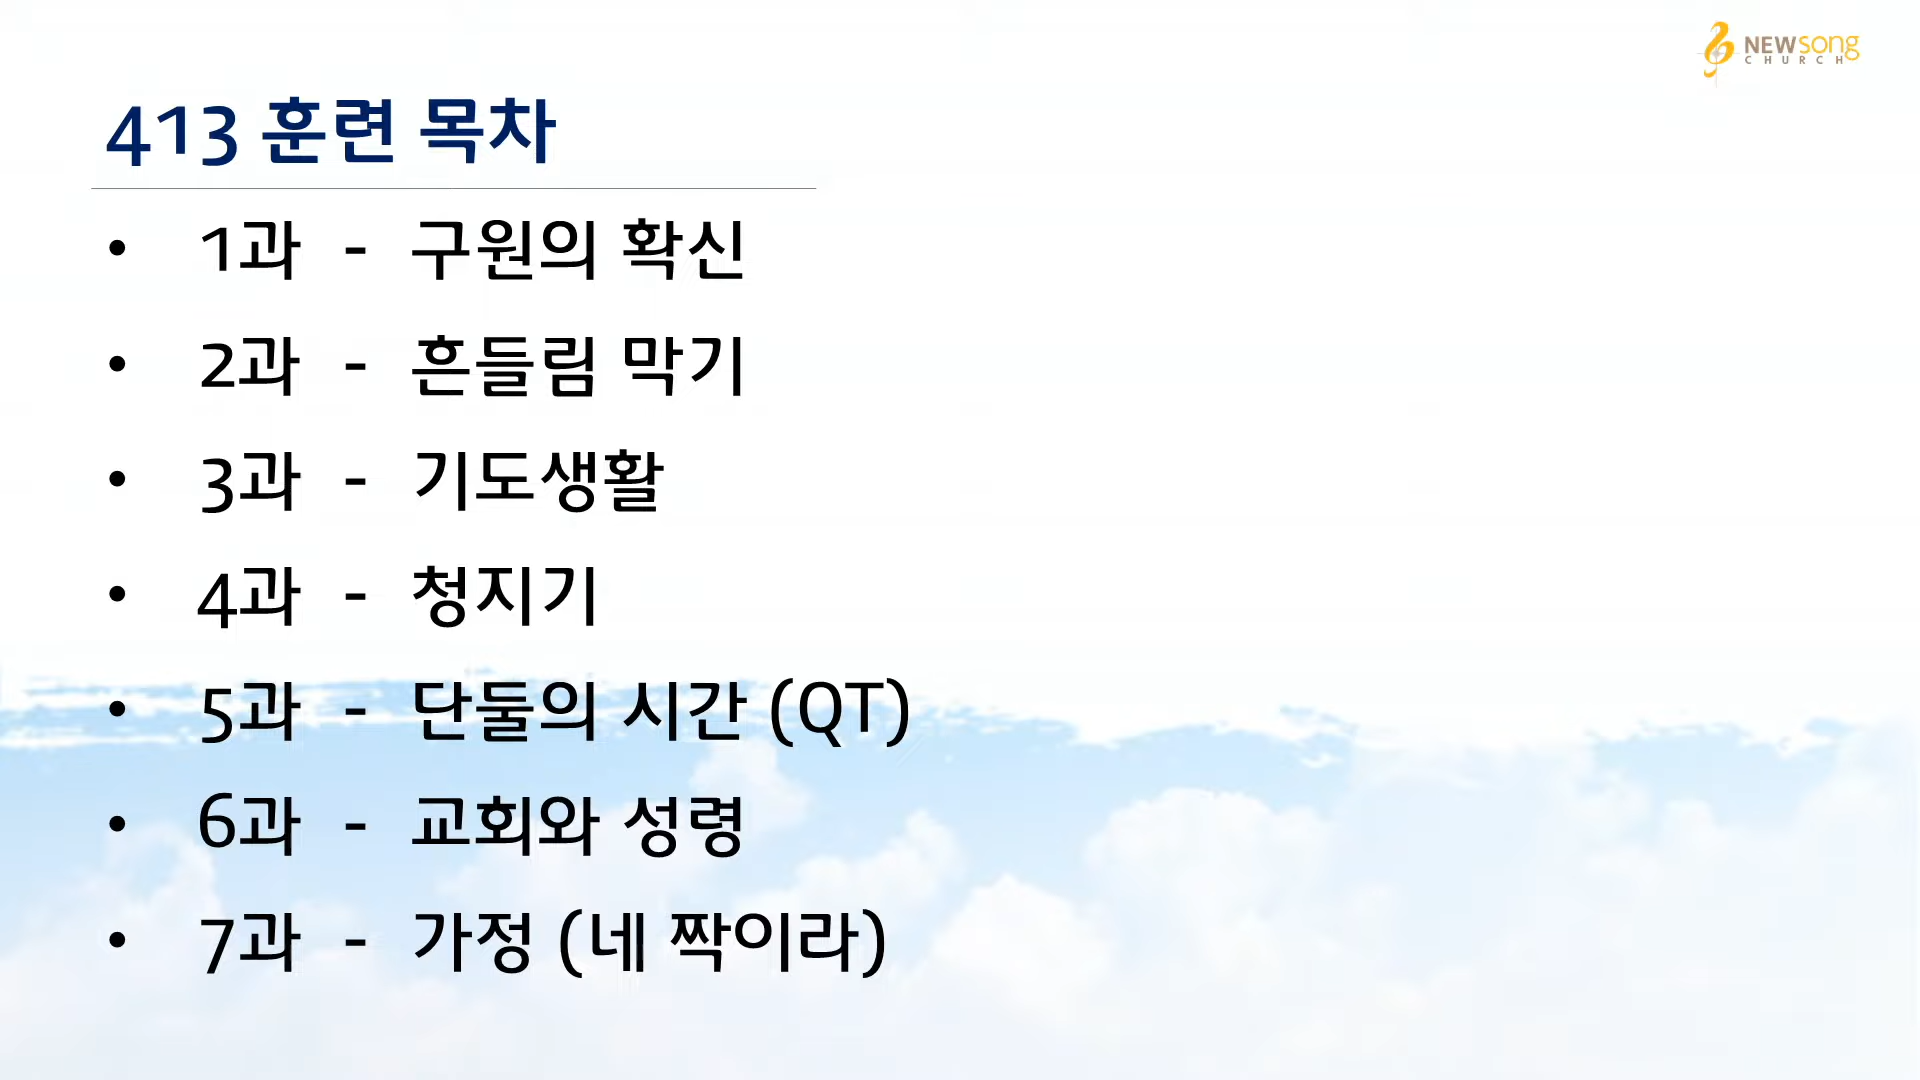 NEWsong
CHURCH
413 훈련 목차
• 1과 - 구원의 확신
• 2과 - 흔들림 막기
• 3과 - 기도생활
• 4과 - 청지기
• 5과 - 단둘의 시간 (QT)
• 6과 - 교회와 성령
• 7과 - 가정 (네 짝이라)